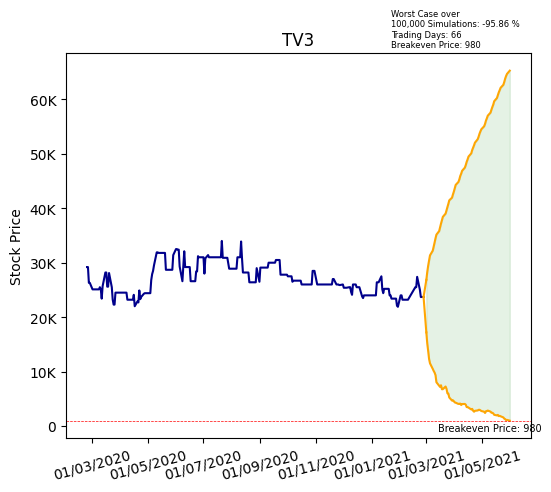 Worst Case over
100,000 Simulations: -95.86 %
Trading Days: 66
Breakeven Price: 980
TV3
Stock Price
60K
50K
40K
30K
20K
10K
0
Breakeven Price: 980
01/03/2020
01/05/2020
01/07/2020
01/09/2020
01/11/2020
01/01/2021
01/03/2021
01/05/2021